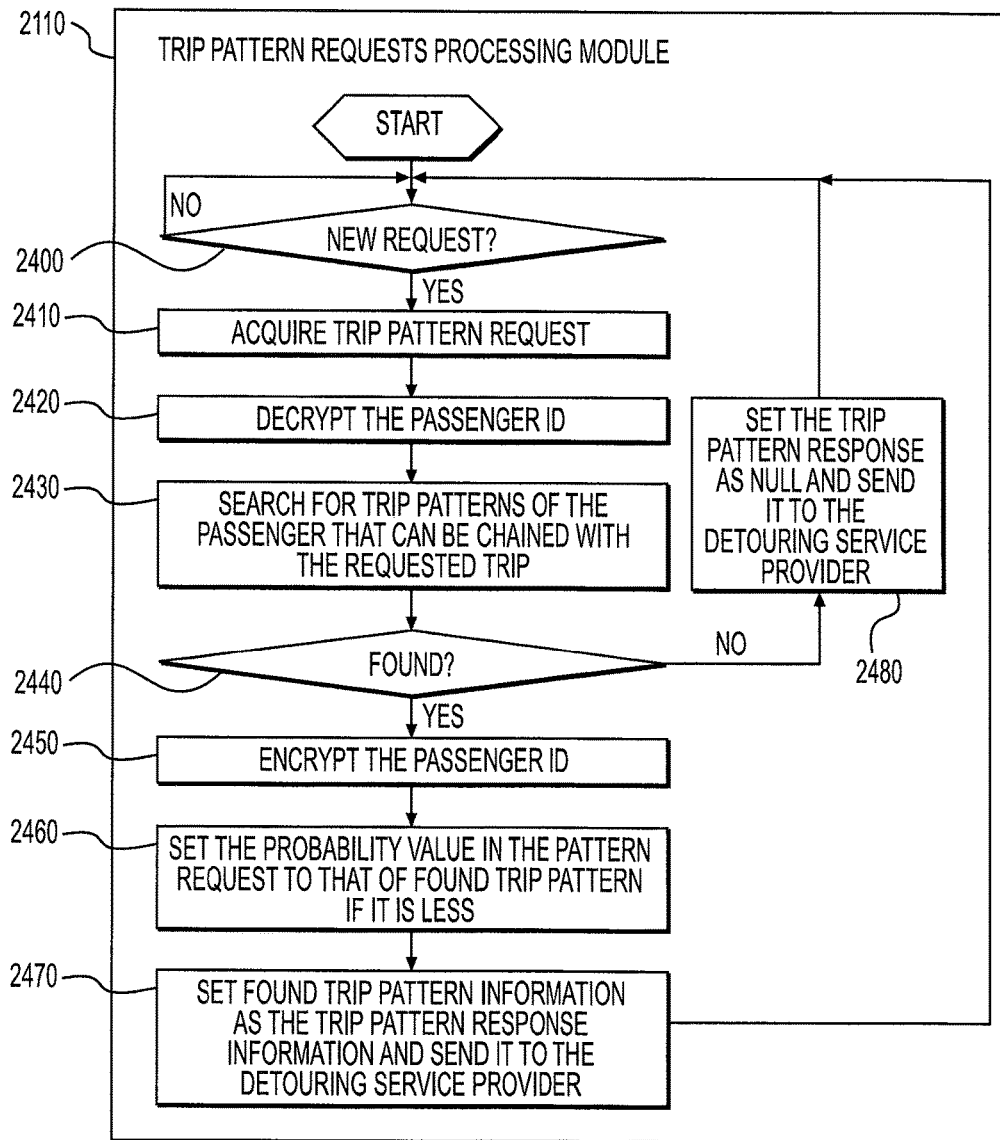 2110
TRIP PATTERN REQUESTS PROCESSING MODULE
START
NO
NEW REQUEST?
2400
YES
2410
ACQUIRE TRIP PATTERN REQUEST
2420
DECRYPT THE PASSENGER ID
2430
SEARCH FOR TRIP PATTERNS OF THE
PASSENGER THAT CAN BE CHAINED WITH
THE REQUESTED TRIP
SET THE TRIP
PATTERN RESPONSE
AS NULL AND SEND
IT TO THE
DETOURING SERVICE
PROVIDER
2480
FOUND?
NO
2440
YES
2450
ENCRYPT THE PASSENGER ID
2460
SET THE PROBABILITY VALUE IN THE PATTERN
REQUEST TO THAT OF FOUND TRIP PATTERN
IF IT IS LESS
2470
SET FOUND TRIP PATTERN INFORMATION
AS THE TRIP PATTERN RESPONSE
INFORMATION AND SEND IT TO THE
DETOURING SERVICE PROVIDER